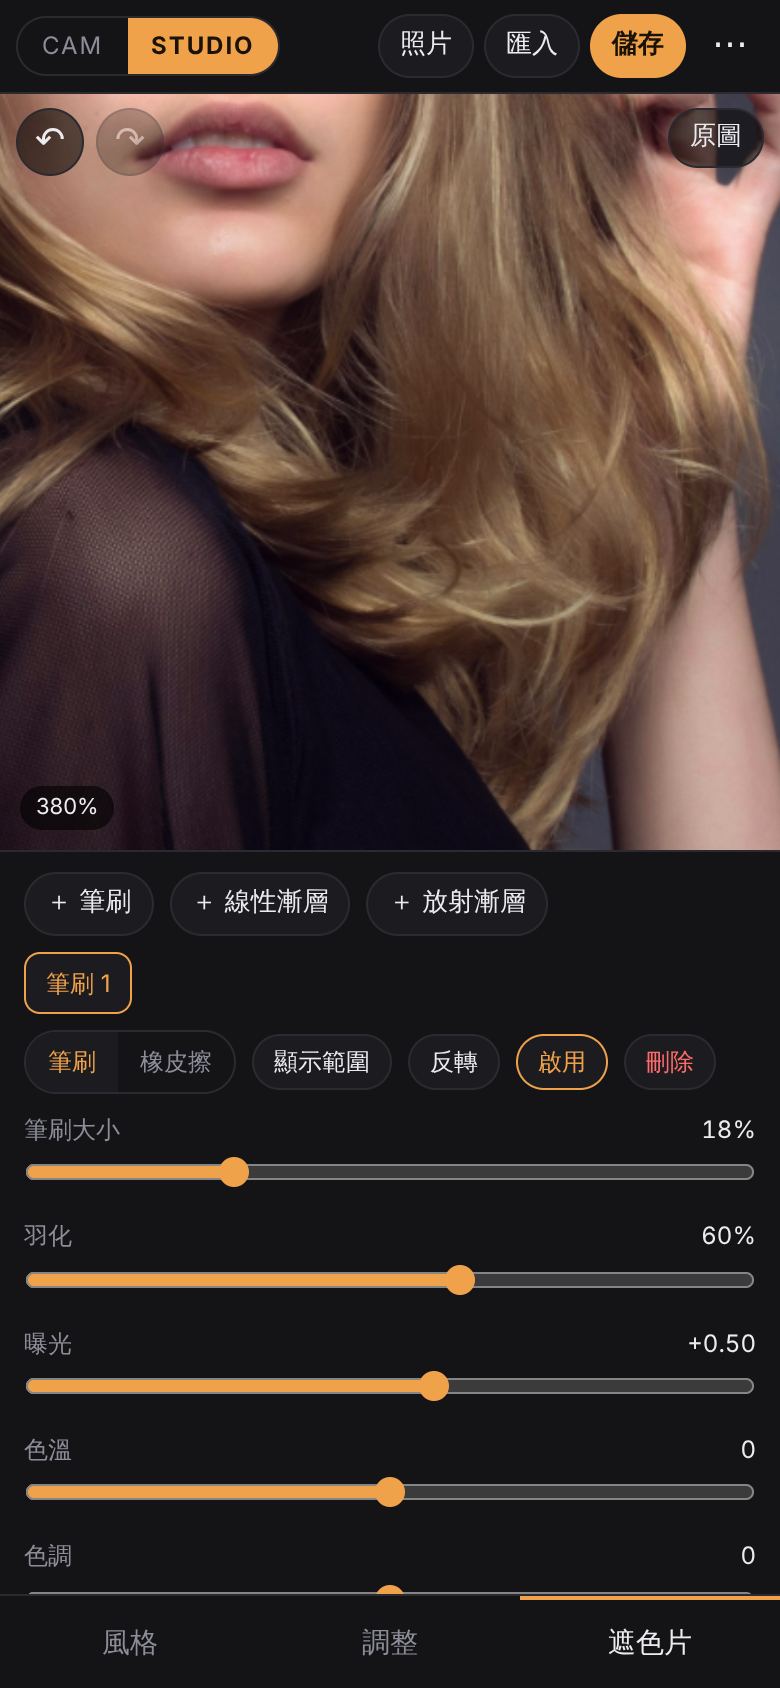 CAM STUDIO 照片 匯入 儲存 ...
原圖
380%
+ 筆刷 + 線性漸層 + 放射漸層
筆刷 1
筆刷 橡皮擦 顯示範圍 反轉 啟用 刪除
筆刷大小 18%
羽化 60%
曝光 +0.50
色溫 0
色調 0
風格 調整 遮色片